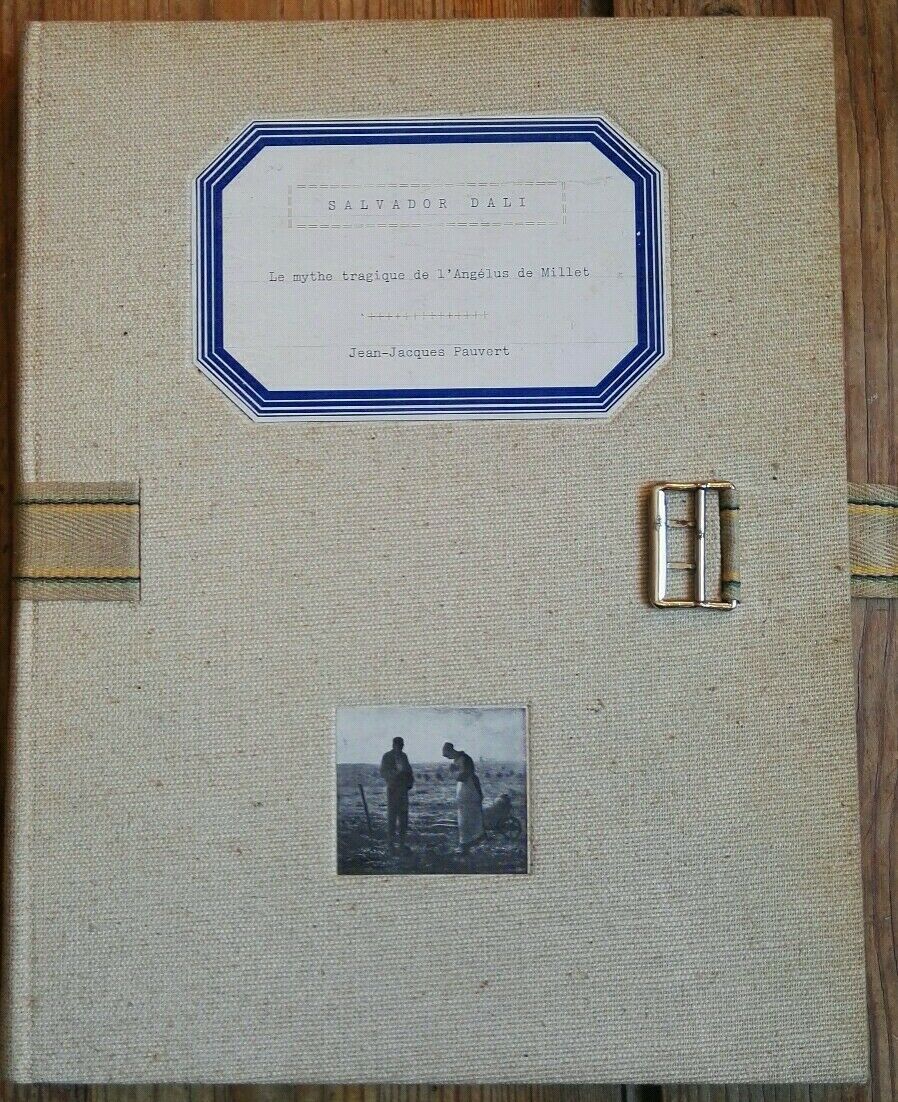 SALVADOR DALI
Le mythe tragique de l'Angélus de Millet
Jean-Jacques Pauvert